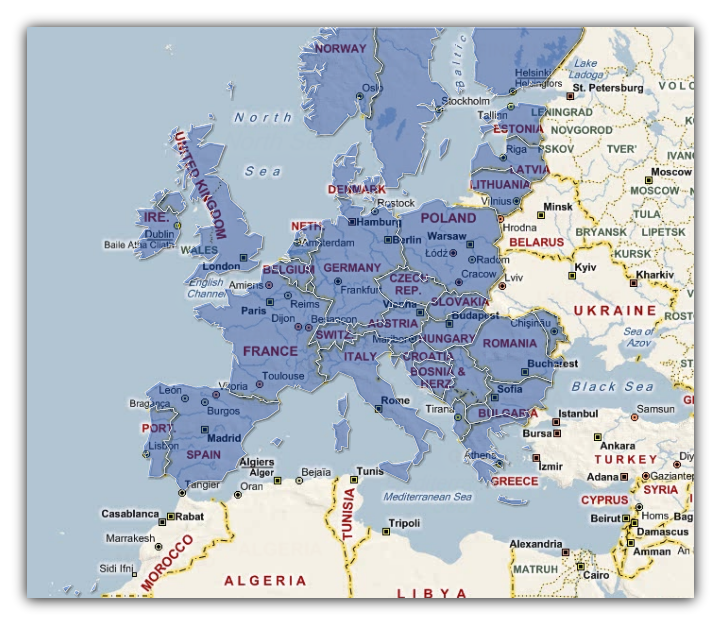 NORWAY
Baltic
Helsinki
Helsingfors
Lake
Ladoga
St. Petersburg
Oslo
Stockholm
Tallinn
LENINGRAD
VOLO
North
ESTONIA
NOVGOROD
Riga
PSKOV
TVER'
IVANO
Sea
LATVIA
Moscow
UNITED KINGDOM
DENMARK
LITHUANIA
MOSCOW
Rostock
Vilnius
Minsk
TULA
IRE.
NETH.
Hamburg
POLAND
Hrodna
BRYANSK
LIPETSK
Dublin
Baile Atha Cliath
WALES
Amsterdam
Berlin
Warsaw
BELARUS
KURSK
London
Łódź
Radom
English
Channel
BELGIUM
GERMANY
CZECH
REP.
Cracow
Lviv
Kyiv
Kharkiv
Amiens
Frankfurt
Paris
Reims
SLOVAKIA
Dijon
Besançon
Vienna
AUSTRIA
Budapest
Chișinău
UKRAINE
ROSTO
SWITZ.
Maribor
HUNGARY
ROMANIA
Sea of
Azov
FRANCE
ITALY
CROATIA
BOSNIA &
HERZ.
Bucharest
Toulouse
León
Vitoria
Sofia
Black Sea
Bragança
Burgos
Rome
Tirana
BULGARIA
Istanbul
Samsun
PORT.
Madrid
Bursa
Ankara
Lisbon
SPAIN
Athens
İzmir
TURKEY
Diy
Algiers
Alger
Bejaïa
Tunis
GREECE
Adana
Gaziantep
Tangier
Oran
Mediterranean Sea
CYPRUS
SYRIA
Casablanca
Rabat
TUNISIA
Tripoli
Beirut
Homs
Bag
Marrakesh
Damascus
Alexandria
Amman
An
Sidi Ifni
MOROCCO
ALGERIA
LIBYA
MATRUH
Cairo